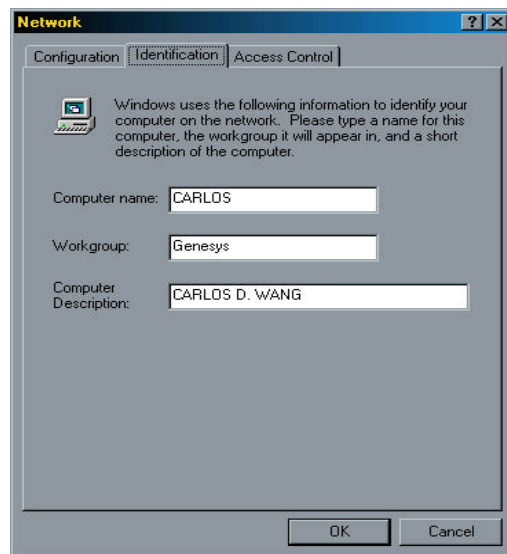 Network
Configuration Identification Access Control
Windows uses the following information to identify your
computer on the network. Please type a name for this
computer, the workgroup it will appear in, and a short
description of the computer.
Computer name: CARLOS
Workgroup: Genesys
Computer
Description: CARLOS D. WANG
OK Cancel